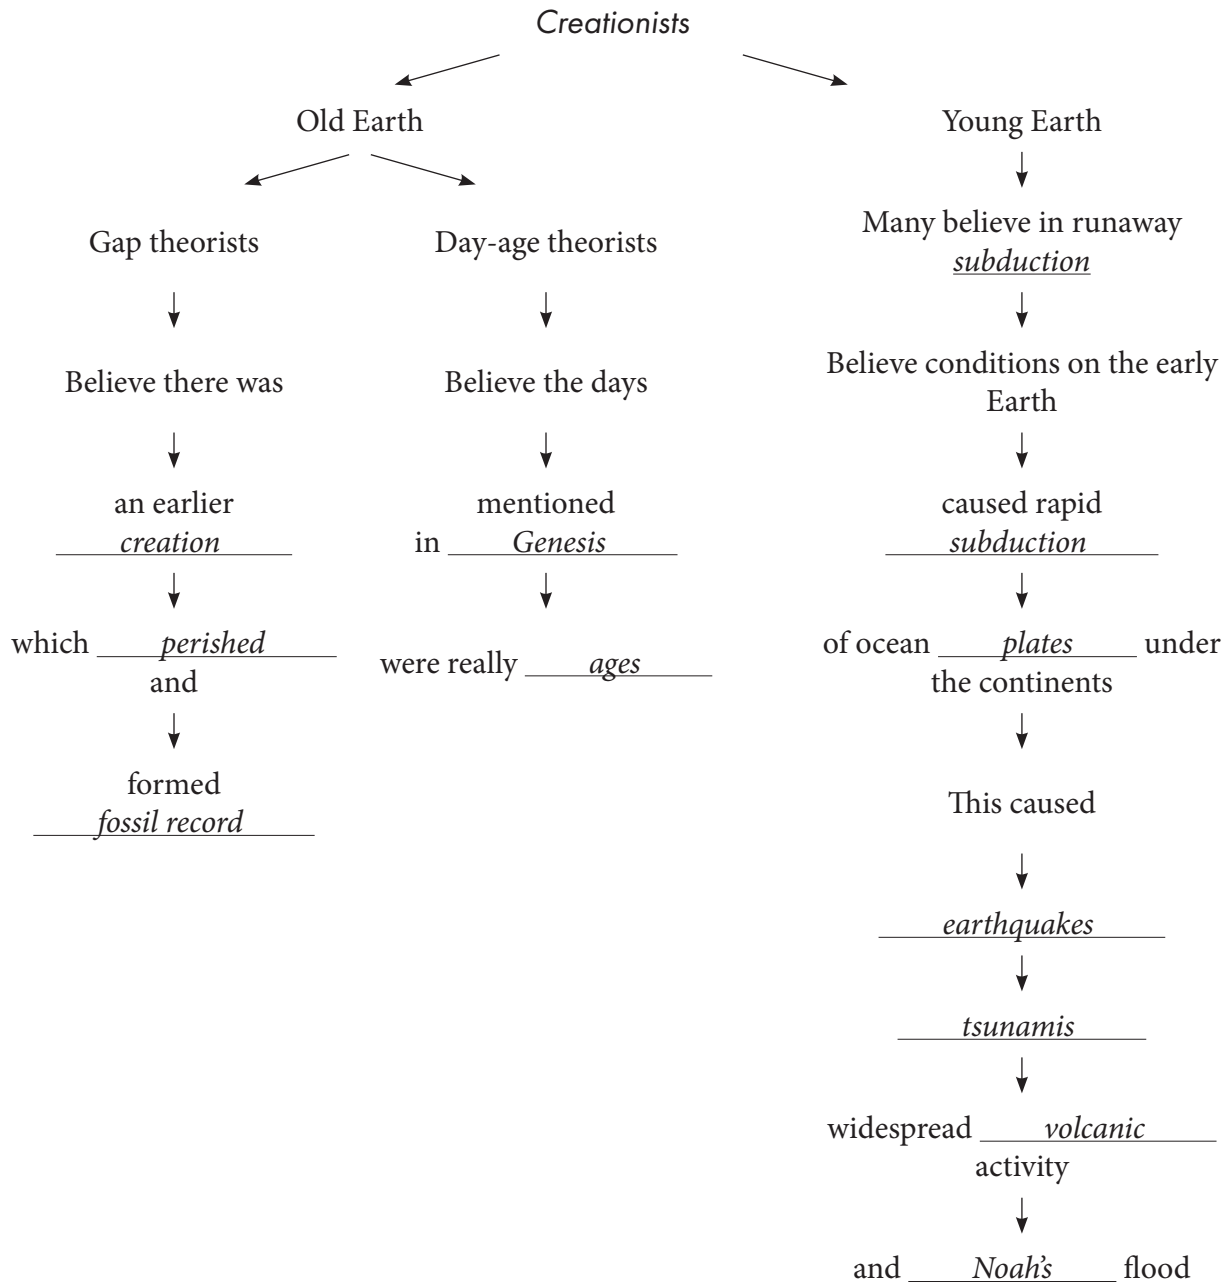 Creationists
Old Earth
Gap theorists
Believe there was
an earlier
creation
which perished
and
formed
fossil record
Day-age theorists
Believe the days
mentioned
in Genesis
were really ages
Young Earth
Many believe in runaway
subduction
Believe conditions on the early
Earth
caused rapid
subduction
of ocean plates under
the continents
This caused
earthquakes
tsunamis
widespread volcanic
activity
and Noah's flood